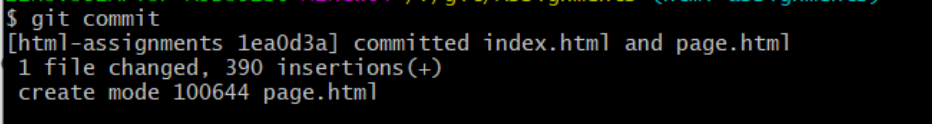 $ git commit
[html-assignments 1ea0d3a] committed index.html and page.html
1 file changed, 390 insertions(+)
create mode 100644 page.html